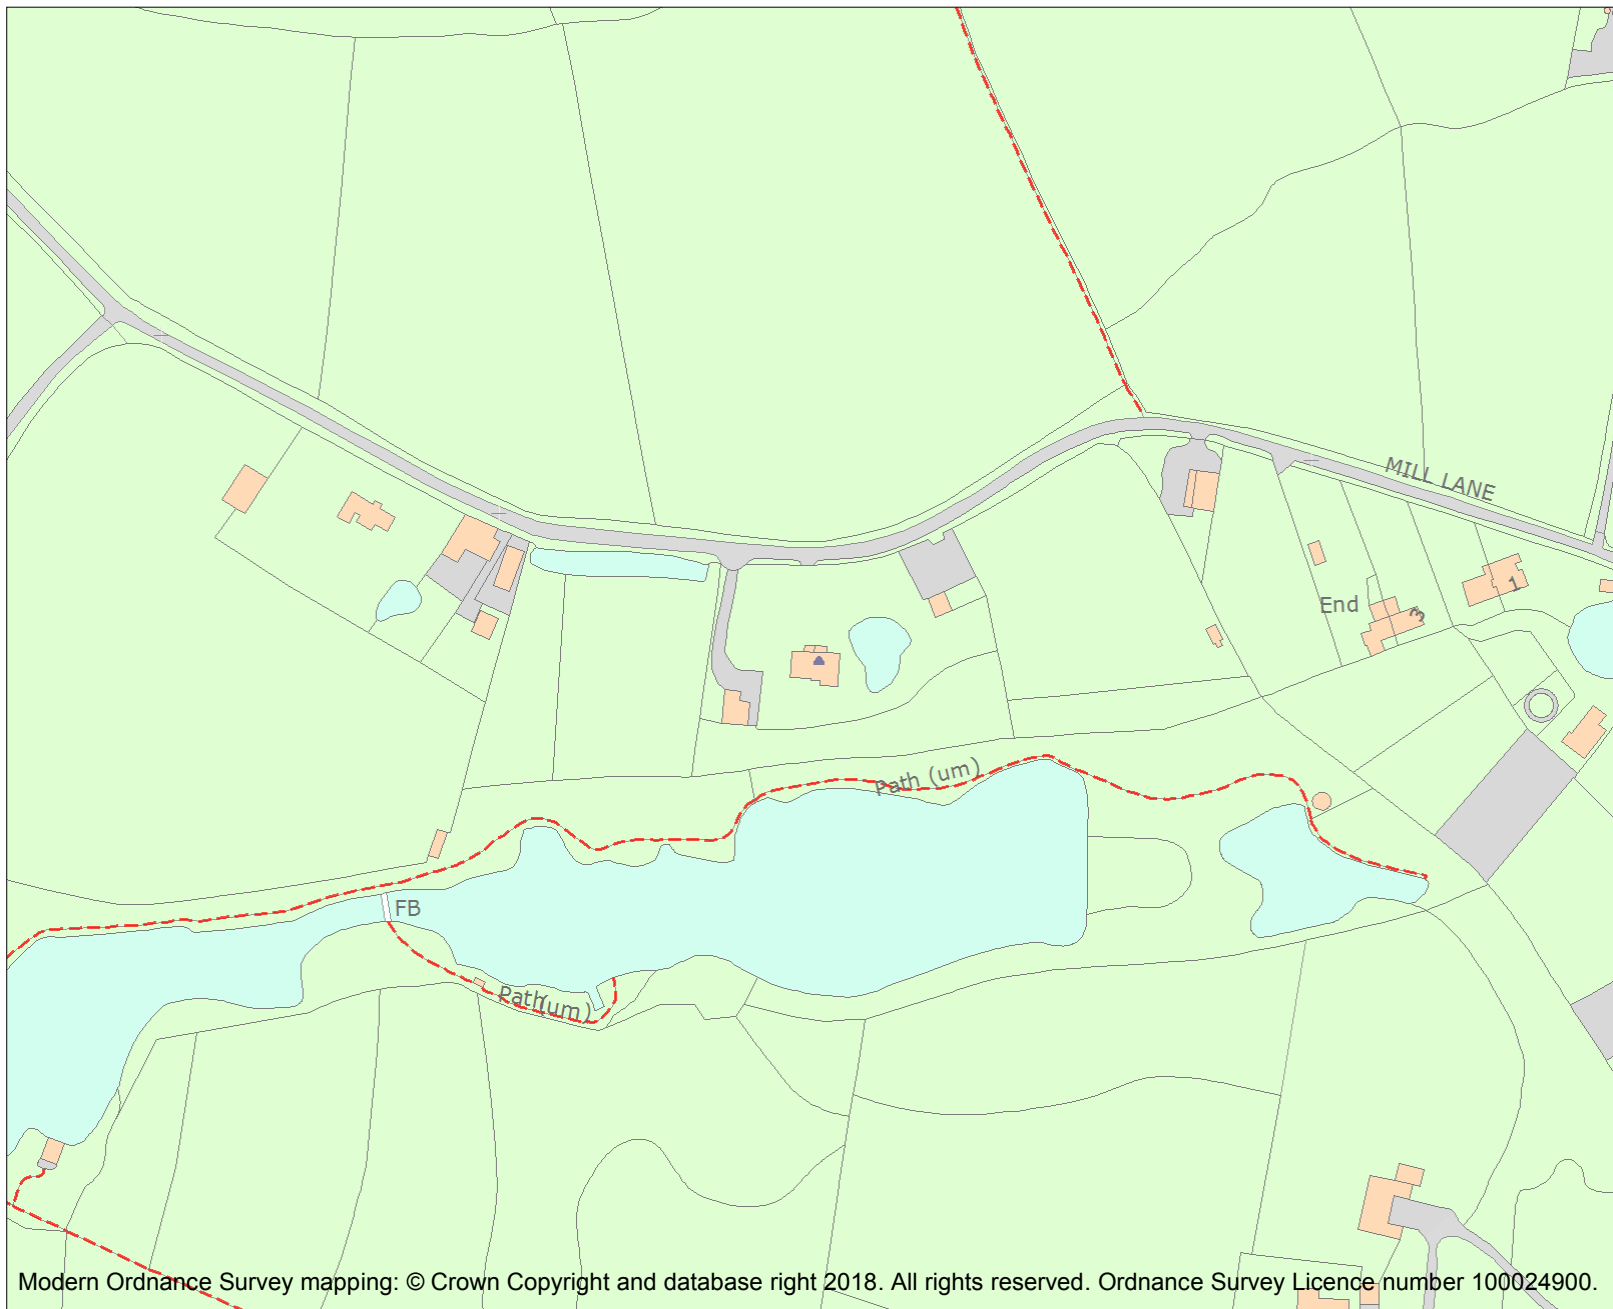 MILL LANE
1
End
3
Path (um)
FB
Path(um)
Modern Ordnance Survey mapping: © Crown Copyright and database right 2018. All rights reserved. Ordnance Survey Licence number 100024900.